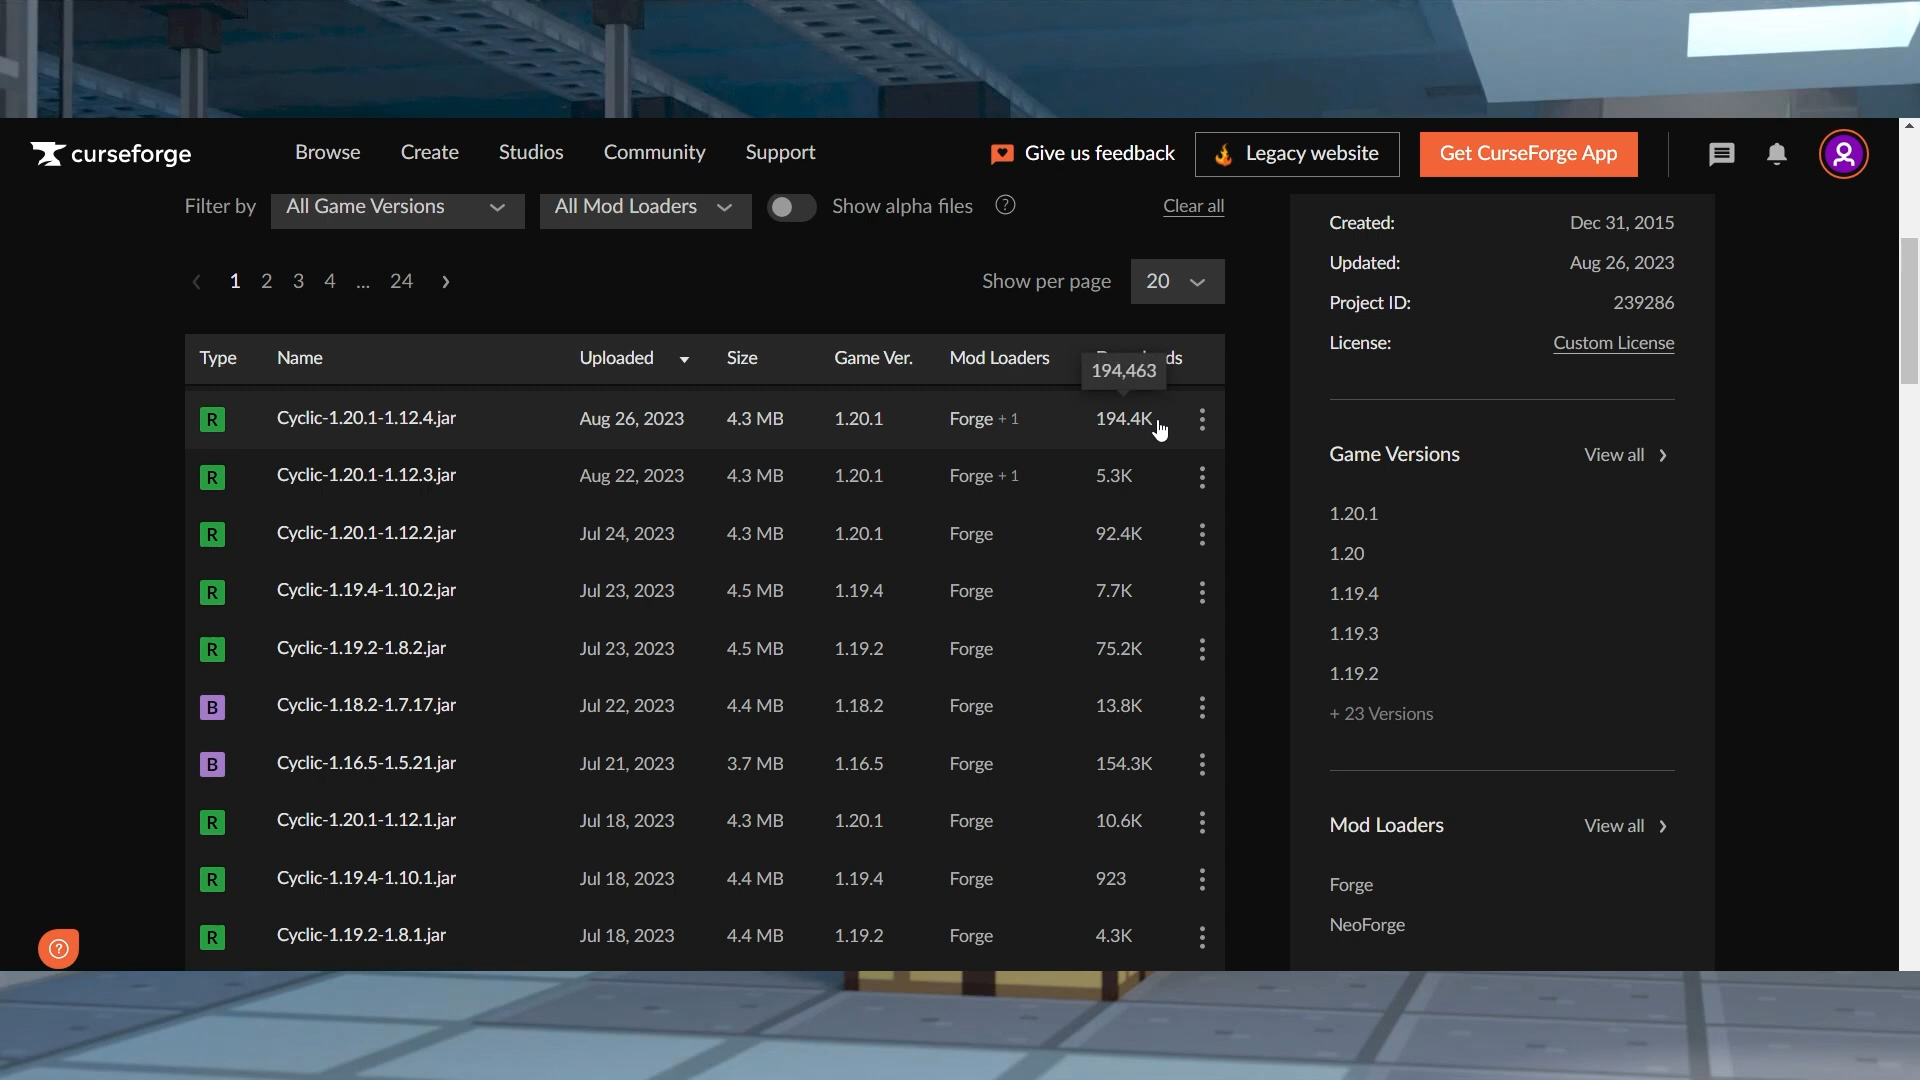 curseforge
Browse
Create
Studios
Community
Support
Give us feedback
Legacy website
Get CurseForge App
Filter by
All Game Versions
All Mod Loaders
Show alpha files
?
Clear all
1 2 3 4 ... 24
Show per page
20
Type Name Uploaded Size Game Ver. Mod Loaders
194,463
R Cyclic-1.20.1-1.12.4.jar Aug 26, 2023 4.3 MB 1.20.1 Forge + 1 194.4K
R Cyclic-1.20.1-1.12.3.jar Aug 22, 2023 4.3 MB 1.20.1 Forge + 1 5.3K
R Cyclic-1.20.1-1.12.2.jar Jul 24, 2023 4.3 MB 1.20.1 Forge 92.4K
R Cyclic-1.19.4-1.10.2.jar Jul 23, 2023 4.5 MB 1.19.4 Forge 7.7K
R Cyclic-1.19.2-1.8.2.jar Jul 23, 2023 4.5 MB 1.19.2 Forge 75.2K
B Cyclic-1.18.2-1.7.17.jar Jul 22, 2023 4.4 MB 1.18.2 Forge 13.8K
B Cyclic-1.16.5-1.5.21.jar Jul 21, 2023 3.7 MB 1.16.5 Forge 154.3K
R Cyclic-1.20.1-1.12.1.jar Jul 18, 2023 4.3 MB 1.20.1 Forge 10.6K
R Cyclic-1.19.4-1.10.1.jar Jul 18, 2023 4.4 MB 1.19.4 Forge 923
R Cyclic-1.19.2-1.8.1.jar Jul 18, 2023 4.4 MB 1.19.2 Forge 4.3K
Created: Dec 31, 2015
Updated: Aug 26, 2023
Project ID: 239286
License: Custom License
Game Versions View all
1.20.1
1.20
1.19.4
1.19.3
1.19.2
+ 23 Versions
Mod Loaders View all
Forge
NeoForge
?